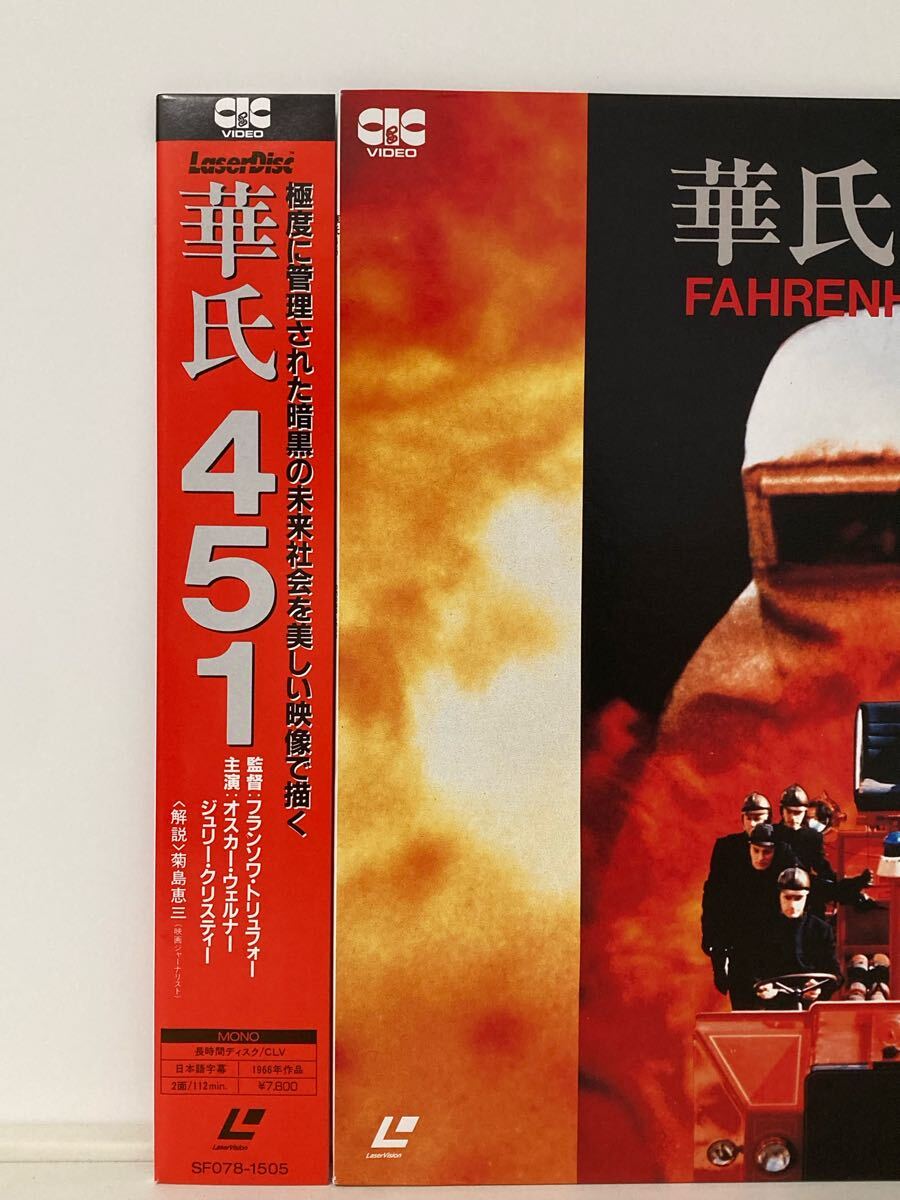 CIC
VIDEO
LaserDisc
華氏451
極度に管理された暗黒の未来社会を美しい映像で描く
監督:フランソワ・トリュフォー
主演:オスカー・ウェルナー
ジュリー・クリスティー
〈解説〉菊島恵三(映画ジャーナリスト)
MONO
長時間ディスク/CLV
日本語字幕 1966年作品
2面/112min. ¥7,800
LaserVision
SF078-1505
CIC
VIDEO
華氏
FAHRENH
LaserVision